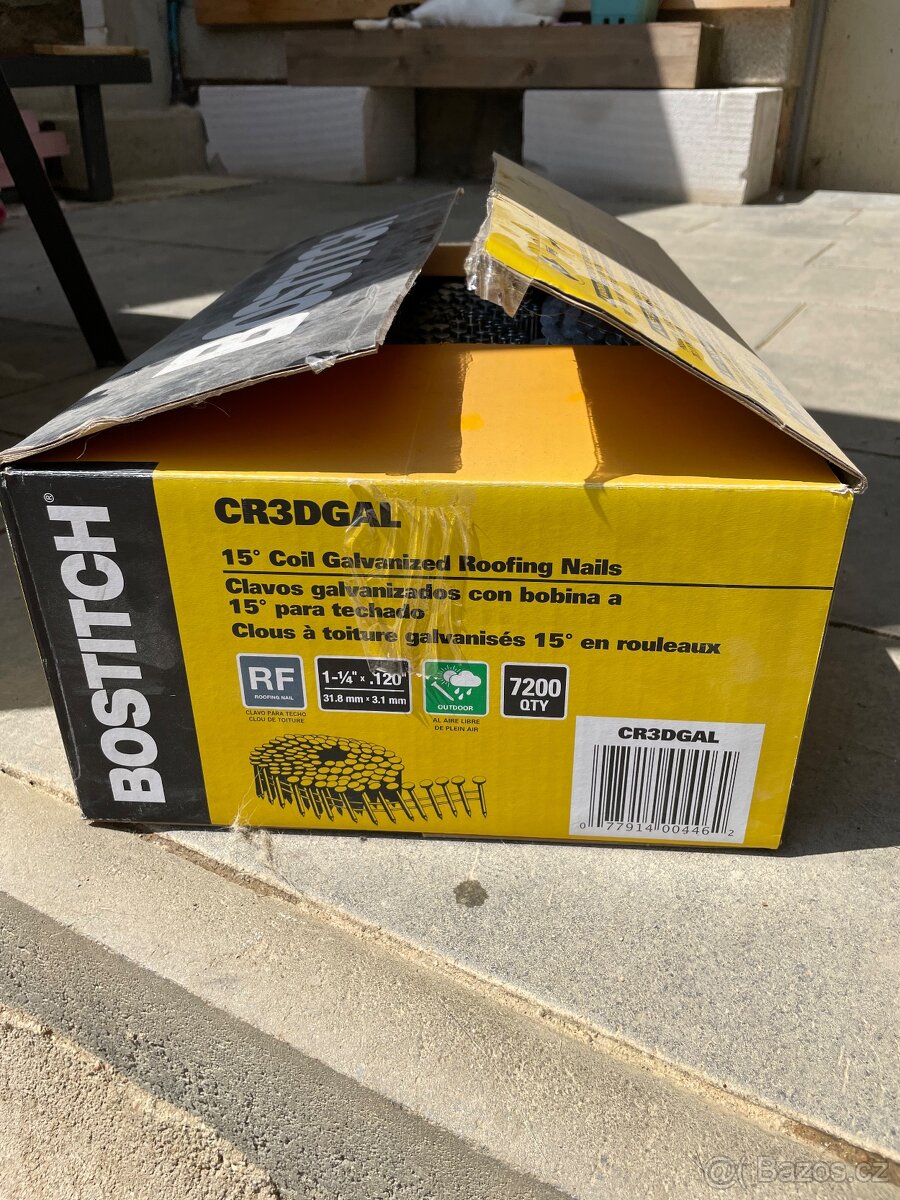 BOSTITCH
BOSTITCH®
CR3DGAL
15° Coil Galvanized Roofing Nails
Clavos galvanizados con bobina a
15° para techado
Clous à toiture galvanisés 15° en rouleaux
RF
ROOFING NAIL
CLAVO PARA TECHO
CLOU DE TOITURE
1-¼" x .120"
31.8 mm x 3.1 mm
OUTDOOR
AL AIRE LIBRE
DE PLEIN AIR
7200
QTY
CR3DGAL
0 77914 00446 2
@ Bazos.cz